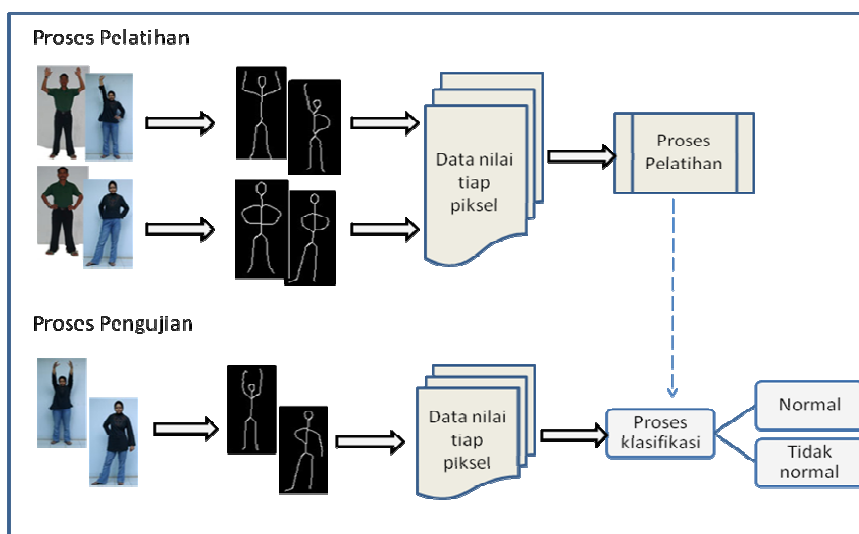 Proses Pelatihan
Data nilai
tiap
piksel
Proses
Pelatihan
Proses Pengujian
Data nilai
tiap
piksel
Proses
klasifikasi
Normal
Tidak
normal